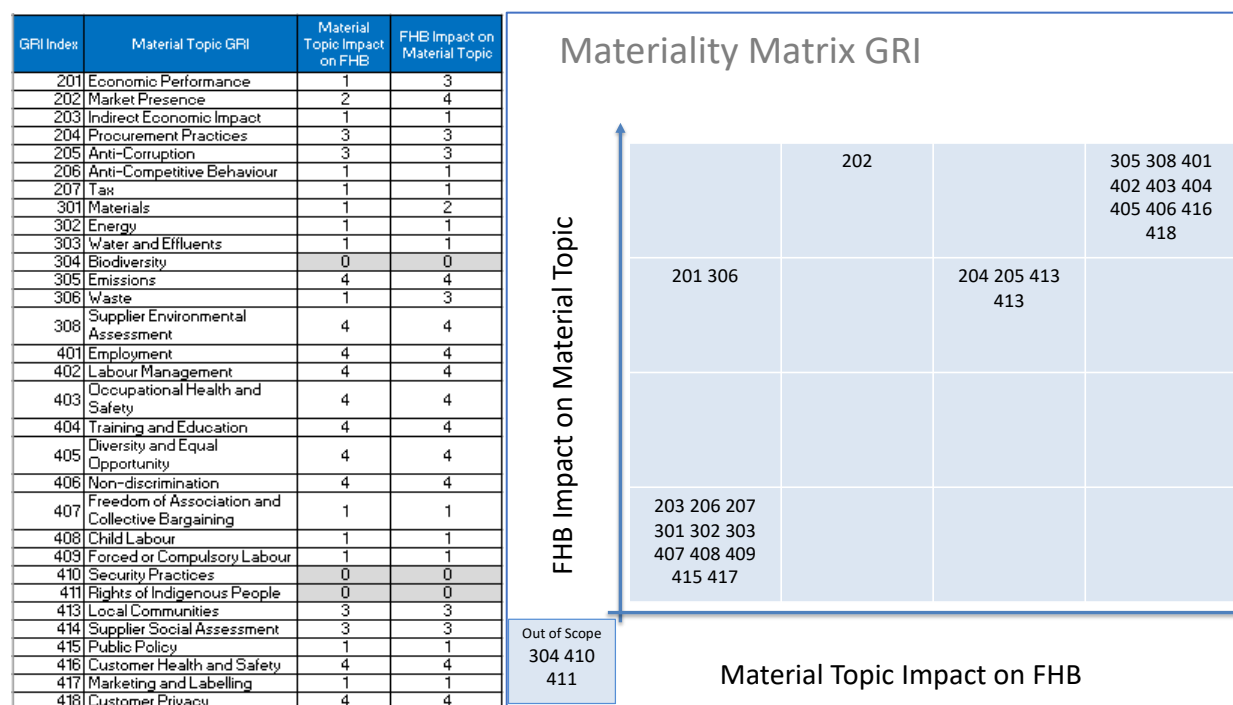 GRI Index Material Topic GRI Material Topic Impact on FHB FHB Impact on Material Topic
201 Economic Performance 1 3
202 Market Presence 2 4
203 Indirect Economic Impact 1 1
204 Procurement Practices 3 3
205 Anti-Corruption 3 3
206 Anti-Competitive Behaviour 1 1
207 Tax 1 1
301 Materials 1 2
302 Energy 1 1
303 Water and Effluents 1 1
304 Biodiversity 0 0
305 Emissions 4 4
306 Waste 1 3
308 Supplier Environmental Assessment 4 4
401 Employment 4 4
402 Labour Management 4 4
403 Occupational Health and Safety 4 4
404 Training and Education 4 4
405 Diversity and Equal Opportunity 4 4
406 Non-discrimination 4 4
407 Freedom of Association and Collective Bargaining 1 1
408 Child Labour 1 1
409 Forced or Compulsory Labour 1 1
410 Security Practices 0 0
411 Rights of Indigenous People 0 0
413 Local Communities 3 3
414 Supplier Social Assessment 3 3
415 Public Policy 1 1
416 Customer Health and Safety 4 4
417 Marketing and Labelling 1 1
418 Customer Privacy 4 4
Materiality Matrix GRI
FHB Impact on Material Topic
202
305 308 401
402 403 404
405 406 416
418
201 306
204 205 413
413
203 206 207
301 302 303
407 408 409
415 417
Out of Scope
304 410
411
Material Topic Impact on FHB